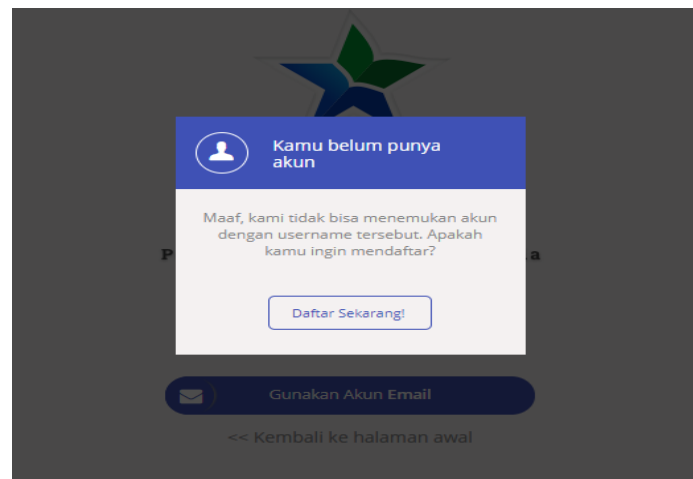 Kamu belum punya
akun
Maaf, kami tidak bisa menemukan akun
dengan username tersebut. Apakah
kamu ingin mendaftar?
P
a
Daftar Sekarang!
Gunakan Akun Email
<< Kembali ke halaman awal